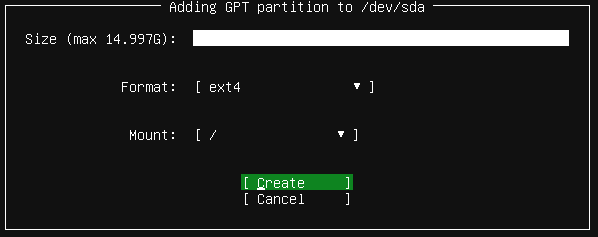 Adding GPT partition to /dev/sda
Size (max 14.997G):
Format: [ ext4 ▼ ]
Mount: [ / ▼ ]
[ Create ]
[ Cancel ]